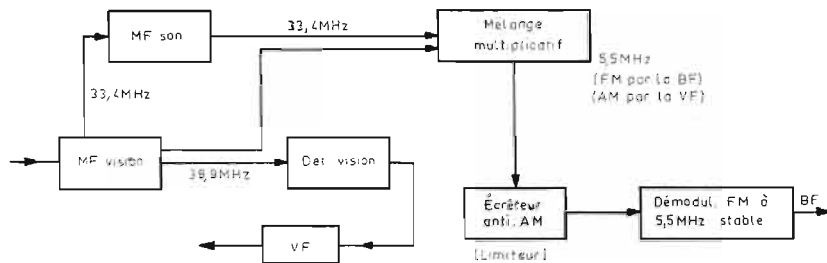 MF son
33,4MHz
Mélange
multiplicatif
5,5MHz
(FM par la BF)
(AM par la VF)
33,4MHz
MF vision
38,9MHz
Det vision
VF
Écrêteur
anti. AM
[Limiteur]
Démodul. FM à
5,5MHz stable
BF